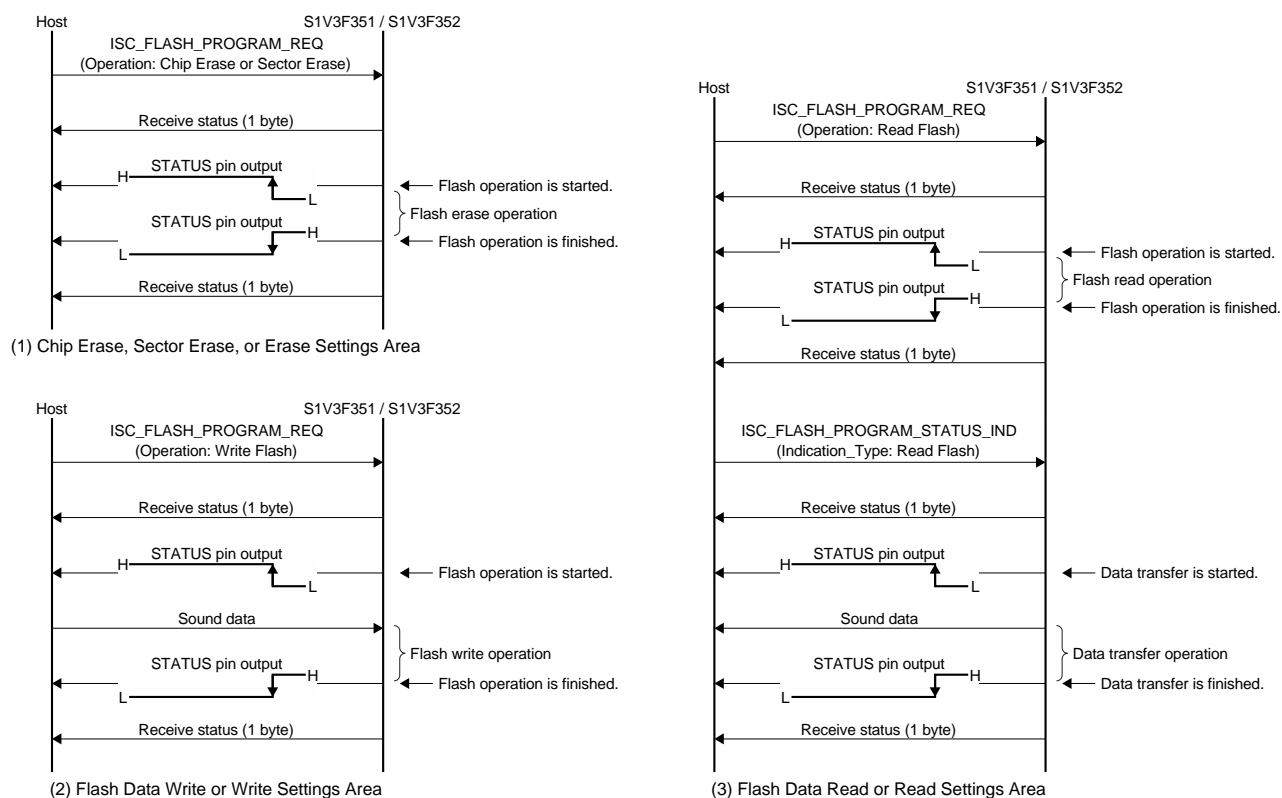 Host S1V3F351 / S1V3F352
ISC_FLASH_PROGRAM_REQ
(Operation: Chip Erase or Sector Erase)
Receive status (1 byte)
STATUS pin output
H
L
Flash operation is started.
Flash erase operation
STATUS pin output
H
L
Flash operation is finished.
Receive status (1 byte)
(1) Chip Erase, Sector Erase, or Erase Settings Area
Host S1V3F351 / S1V3F352
ISC_FLASH_PROGRAM_REQ
(Operation: Write Flash)
Receive status (1 byte)
STATUS pin output
H
L
Flash operation is started.
Sound data
Flash write operation
STATUS pin output
H
L
Flash operation is finished.
Receive status (1 byte)
(2) Flash Data Write or Write Settings Area
Host S1V3F351 / S1V3F352
ISC_FLASH_PROGRAM_REQ
(Operation: Read Flash)
Receive status (1 byte)
STATUS pin output
H
L
Flash operation is started.
Flash read operation
STATUS pin output
H
L
Flash operation is finished.
Receive status (1 byte)
ISC_FLASH_PROGRAM_STATUS_IND
(Indication_Type: Read Flash)
Receive status (1 byte)
STATUS pin output
H
L
Data transfer is started.
Sound data
Data transfer operation
STATUS pin output
H
L
Data transfer is finished.
Receive status (1 byte)
(3) Flash Data Read or Read Settings Area